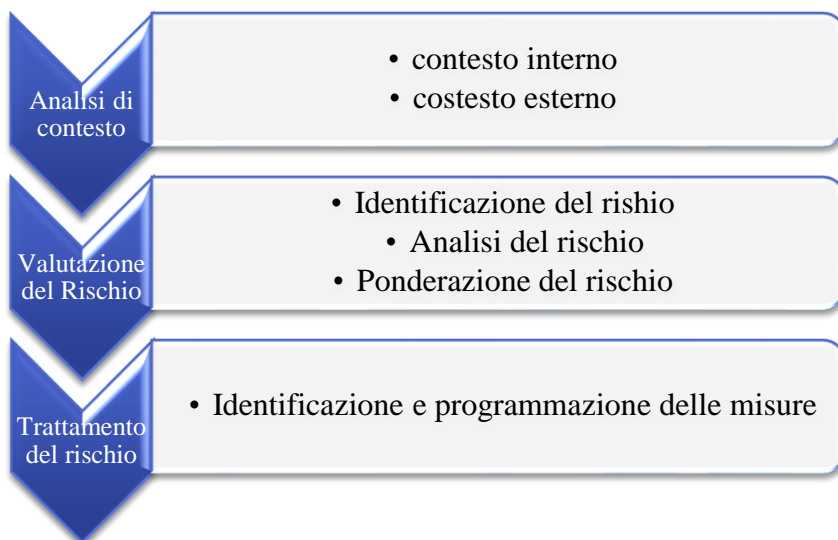 Analisi di
contesto
• contesto interno
• costesto esterno
Valutazione
del Rischio
• Identificazione del rishio
• Analisi del rischio
• Ponderazione del rischio
Trattamento
del rischio
• Identificazione e programmazione delle misure